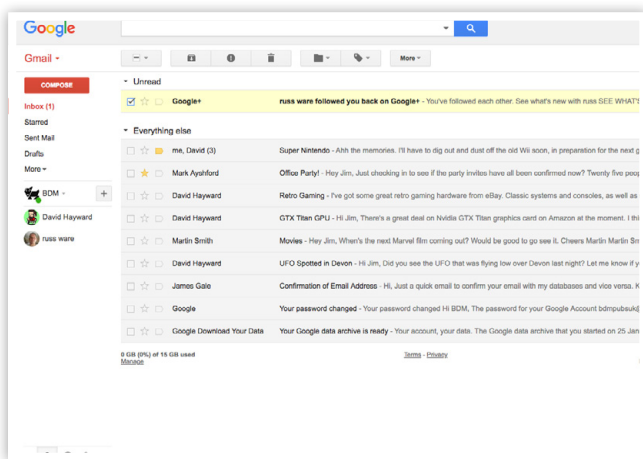 Google
Gmail
More
COMPOSE
Unread
Google+ russ ware followed you back on Google+ - You've followed each other. See what's new with russ SEE WHAT'S
Inbox (1)
Starred
Sent Mail
Drafts
More
BDM
David Hayward
russ ware
Everything else
me, David (3) Super Nintendo - Ahh the memories. I'll have to dig out and dust off the old Wii soon, in preparation for the next g
Mark Ayshford Office Party! - Hey Jim, Just checking in to see if the party invites have all been confirmed now? Twenty five peop
David Hayward Retro Gaming - I've got some great retro gaming hardware from eBay. Classic systems and consoles, as well as
David Hayward GTX Titan GPU - Hi Jim, There's a great deal on Nvidia GTX Titan graphics card on Amazon at the moment. I thi
Martin Smith Movies - Hey Jim, When's the next Marvel film coming out? Would be good to go see it. Cheers Martin Martin Sm
David Hayward UFO Spotted in Devon - Hi Jim, Did you see the UFO that was flying low over Devon last night? Let me know if y
James Gale Confirmation of Email Address - Hi, Just a quick email to confirm your email with my databases and vice versa. K
Google Your password changed - Your password changed Hi BDM, The password for your Google Account bdmpubsuk@
Google Download Your Data Your Google data archive is ready - Your account, your data. The Google data archive that you started on 25 Jan
0 GB (0%) of 15 GB used
Manage
Terms - Privacy